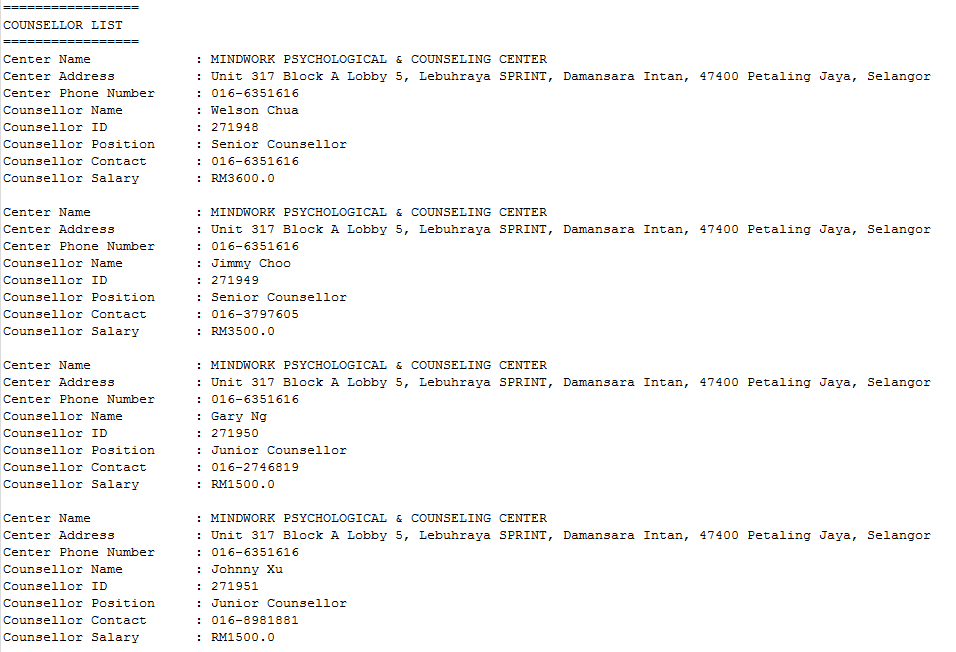 =================
COUNSELLOR LIST
=================
Center Name : MINDWORK PSYCHOLOGICAL & COUNSELING CENTER
Center Address : Unit 317 Block A Lobby 5, Lebuhraya SPRINT, Damansara Intan, 47400 Petaling Jaya, Selangor
Center Phone Number : 016-6351616
Counsellor Name : Welson Chua
Counsellor ID : 271948
Counsellor Position : Senior Counsellor
Counsellor Contact : 016-6351616
Counsellor Salary : RM3600.0

Center Name : MINDWORK PSYCHOLOGICAL & COUNSELING CENTER
Center Address : Unit 317 Block A Lobby 5, Lebuhraya SPRINT, Damansara Intan, 47400 Petaling Jaya, Selangor
Center Phone Number : 016-6351616
Counsellor Name : Jimmy Choo
Counsellor ID : 271949
Counsellor Position : Senior Counsellor
Counsellor Contact : 016-3797605
Counsellor Salary : RM3500.0

Center Name : MINDWORK PSYCHOLOGICAL & COUNSELING CENTER
Center Address : Unit 317 Block A Lobby 5, Lebuhraya SPRINT, Damansara Intan, 47400 Petaling Jaya, Selangor
Center Phone Number : 016-6351616
Counsellor Name : Gary Ng
Counsellor ID : 271950
Counsellor Position : Junior Counsellor
Counsellor Contact : 016-2746819
Counsellor Salary : RM1500.0

Center Name : MINDWORK PSYCHOLOGICAL & COUNSELING CENTER
Center Address : Unit 317 Block A Lobby 5, Lebuhraya SPRINT, Damansara Intan, 47400 Petaling Jaya, Selangor
Center Phone Number : 016-6351616
Counsellor Name : Johnny Xu
Counsellor ID : 271951
Counsellor Position : Junior Counsellor
Counsellor Contact : 016-8981881
Counsellor Salary : RM1500.0